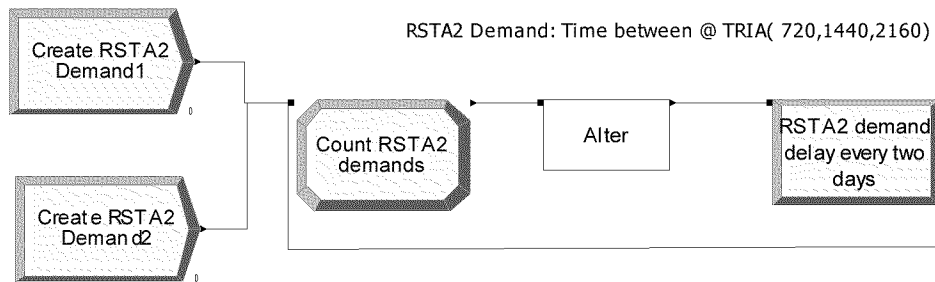 RSTA2 Demand: Time between @ TRIA( 720,1440,2160)
Create RSTA2
Demand1
0
Count RSTA2
demands
Alter
RSTA2 demand
delay every two
days
Create RSTA2
Demand2
0